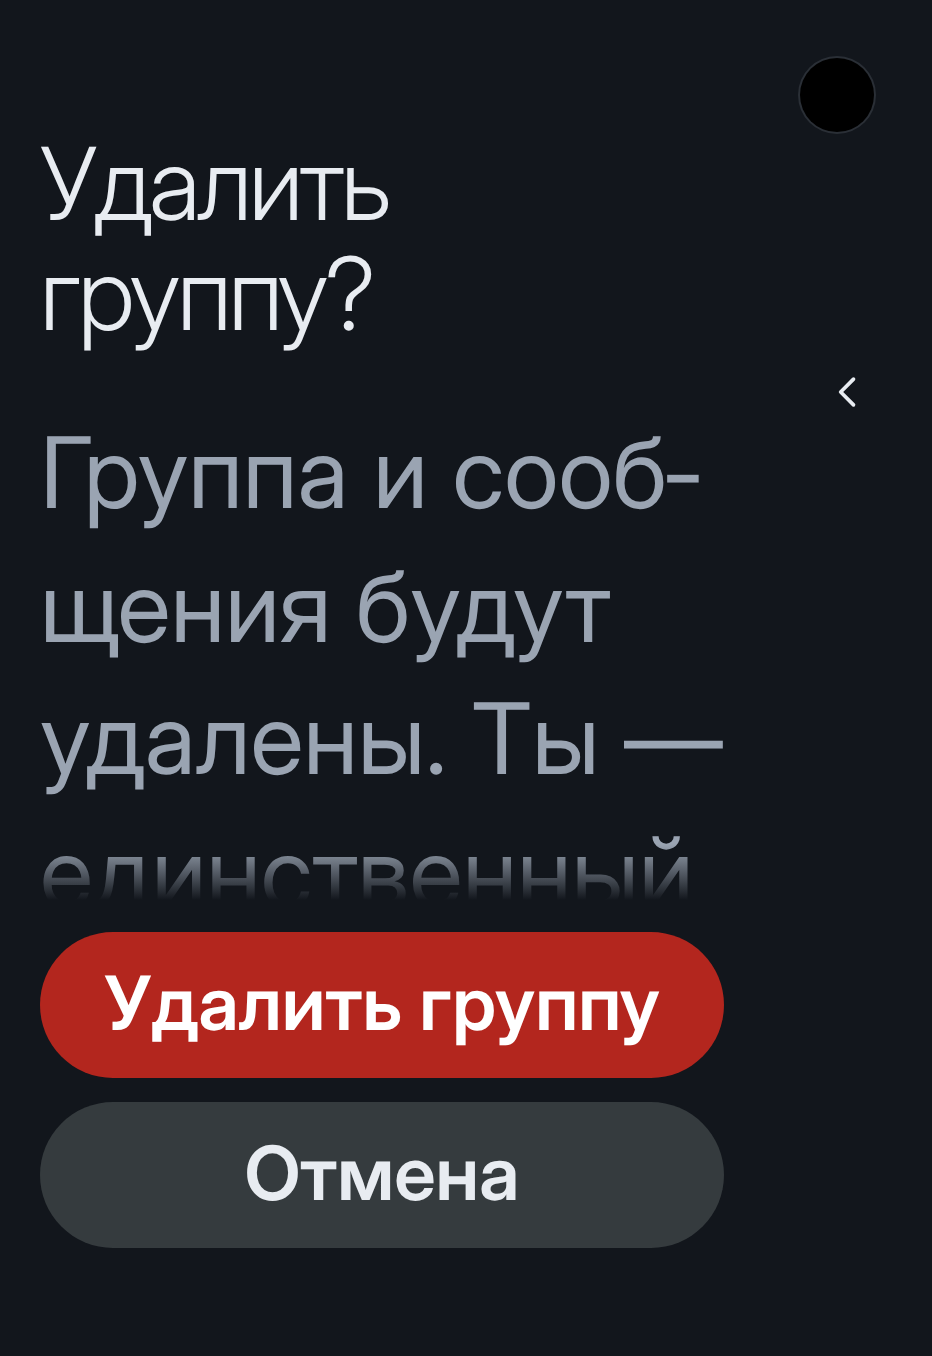 Удалить
группу?
Группа и сооб-
щения будут
удалены. Ты —
единственный
Удалить группу
Отмена